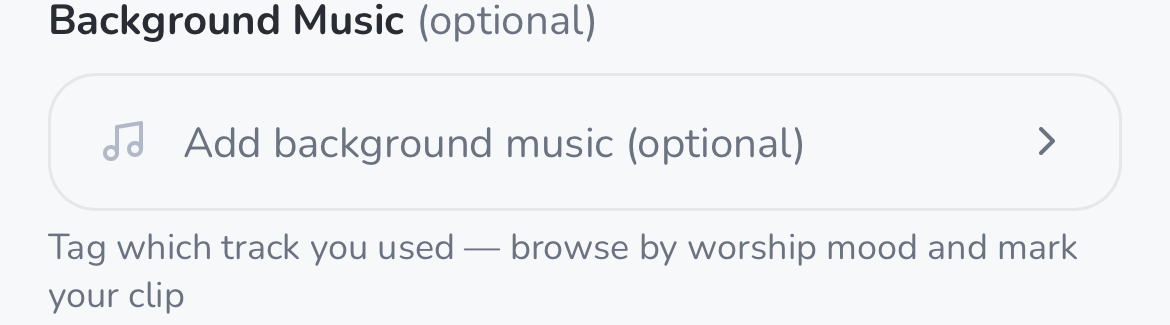 Background Music (optional)
Add background music (optional)
Tag which track you used — browse by worship mood and mark
your clip